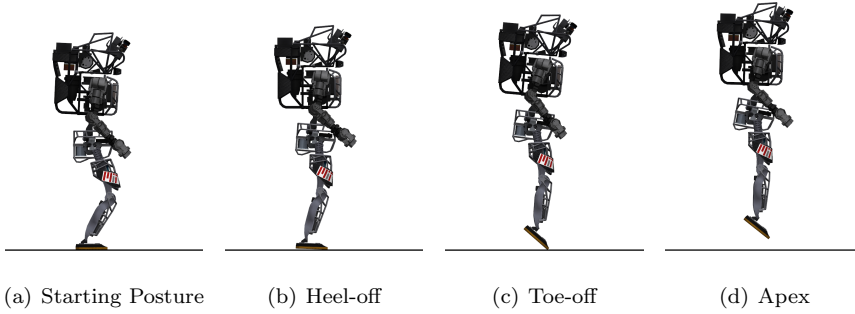 (a) Starting Posture
(b) Heel-off
(c) Toe-off
(d) Apex